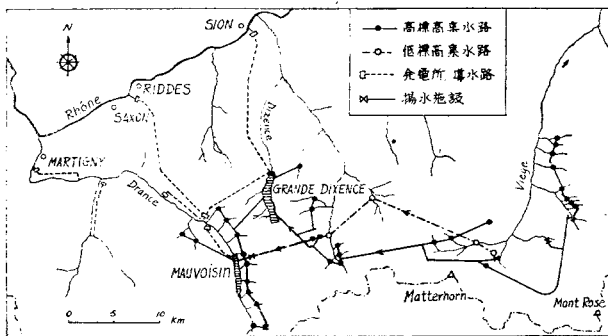 SION
N
高標高集水路
低標高集水路
発電所、導水路
揚水施設
RIDDES
SAXON
Rhône
MARTIGNY
Drance
Dixence
GRANDE DIXENCE
Viège
MAUVOISIN
Matterhorn
Mont Rose
0 5 10
Km